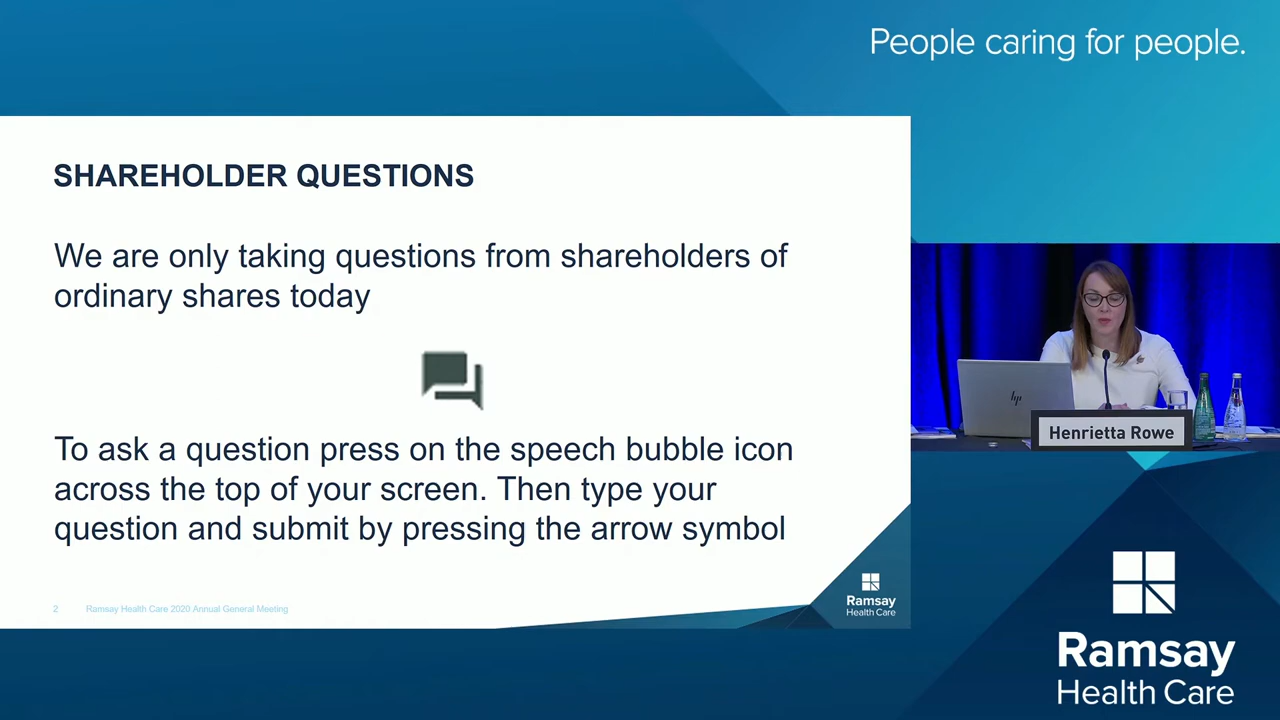 People caring for people.
SHAREHOLDER QUESTIONS
We are only taking questions from shareholders of
ordinary shares today
To ask a question press on the speech bubble icon
across the top of your screen. Then type your
question and submit by pressing the arrow symbol
2 Ramsay Health Care 2020 Annual General Meeting
Ramsay
Health Care
hp
Henrietta Rowe
Ramsay
Health Care